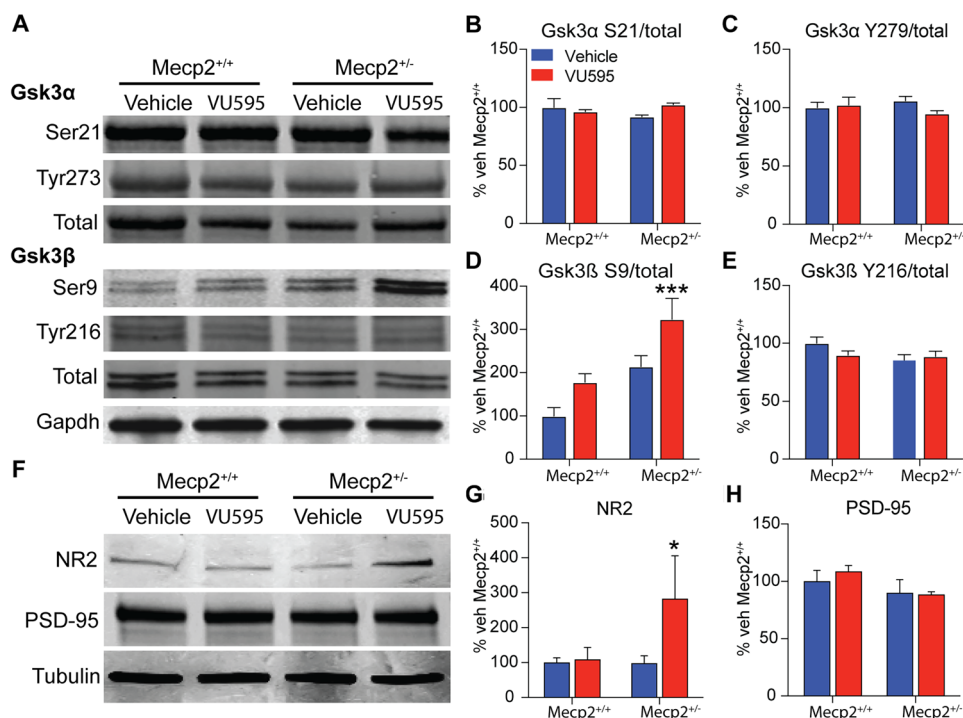 A
Mecp2+/+
Mecp2+/-
Gsk3α
Vehicle
VU595
Vehicle
VU595
Ser21
Tyr273
Total
Gsk3β
Ser9
Tyr216
Total
Gapdh
B
Gsk3α S21/total
Vehicle
VU595
% veh Mecp2+/+
150
100
50
0
Mecp2+/+
Mecp2+/-
C
Gsk3α Y279/total
% veh Mecp2+/+
150
100
50
0
Mecp2+/+
Mecp2+/-
D
Gsk3ß S9/total
***
% veh Mecp2+/+
400
300
200
100
0
Mecp2+/+
Mecp2+/-
E
Gsk3ß Y216/total
% veh Mecp2+/+
150
100
50
0
Mecp2+/+
Mecp2+/-
F
Mecp2+/+
Mecp2+/-
Vehicle
VU595
Vehicle
VU595
NR2
PSD-95
Tubulin
G
NR2
*
% veh Mecp2+/+
500
400
300
200
100
0
Mecp2+/+
Mecp2+/-
H
PSD-95
% veh Mecp2+/+
150
100
50
0
Mecp2+/+
Mecp2+/-